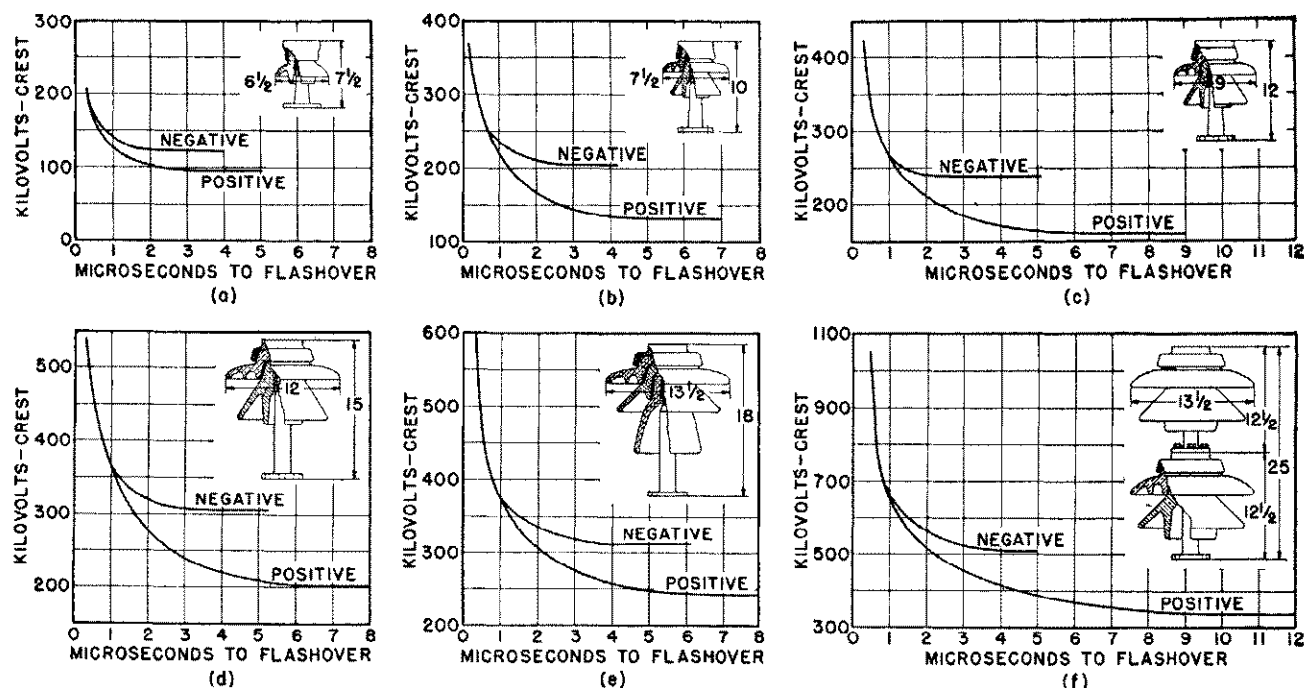 KILOVOLTS-CREST
300
200
100
0
6½
7½
NEGATIVE
POSITIVE
0 1 2 3 4 5 6 7 8
MICROSECONDS TO FLASHOVER
(a)
KILOVOLTS-CREST
400
350
300
250
200
150
100
7½
10
NEGATIVE
POSITIVE
0 1 2 3 4 5 6 7 8
MICROSECONDS TO FLASHOVER
(b)
KILOVOLTS-CREST
400
300
200
9
12
NEGATIVE
POSITIVE
0 1 2 3 4 5 6 7 8 9 10 11 12
MICROSECONDS TO FLASHOVER
(c)
KILOVOLTS-CREST
500
400
300
200
12
15
NEGATIVE
POSITIVE
0 1 2 3 4 5 6 7 8
MICROSECONDS TO FLASHOVER
(d)
KILOVOLTS-CREST
600
500
400
300
200
13½
18
NEGATIVE
POSITIVE
0 1 2 3 4 5 6 7 8
MICROSECONDS TO FLASHOVER
(e)
KILOVOLTS-CREST
1100
900
700
500
300
13½
12½
25
12½
NEGATIVE
POSITIVE
0 1 2 3 4 5 6 7 8 9 10 11 12
MICROSECONDS TO FLASHOVER
(f)